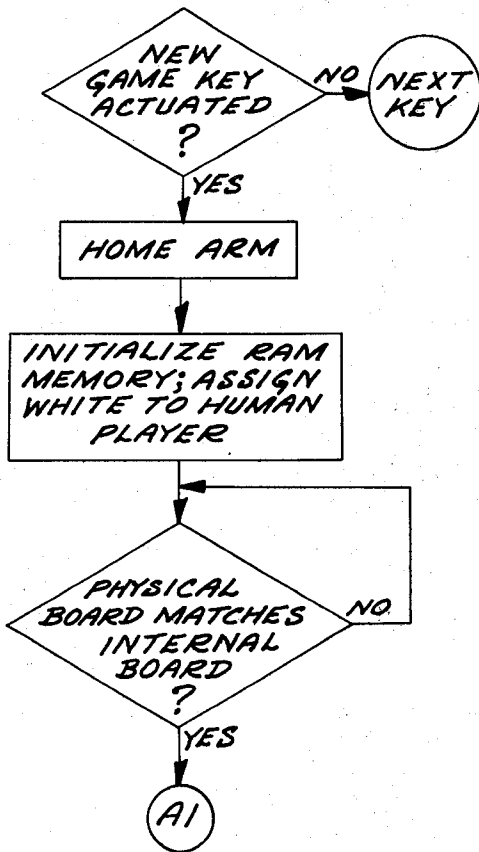 NEW
GAME KEY
ACTUATED
?
NO
NEXT
KEY
YES
HOME ARM
INITIALIZE RAM
MEMORY; ASSIGN
WHITE TO HUMAN
PLAYER
PHYSICAL
BOARD MATCHES
INTERNAL
BOARD
?
NO
YES
A1